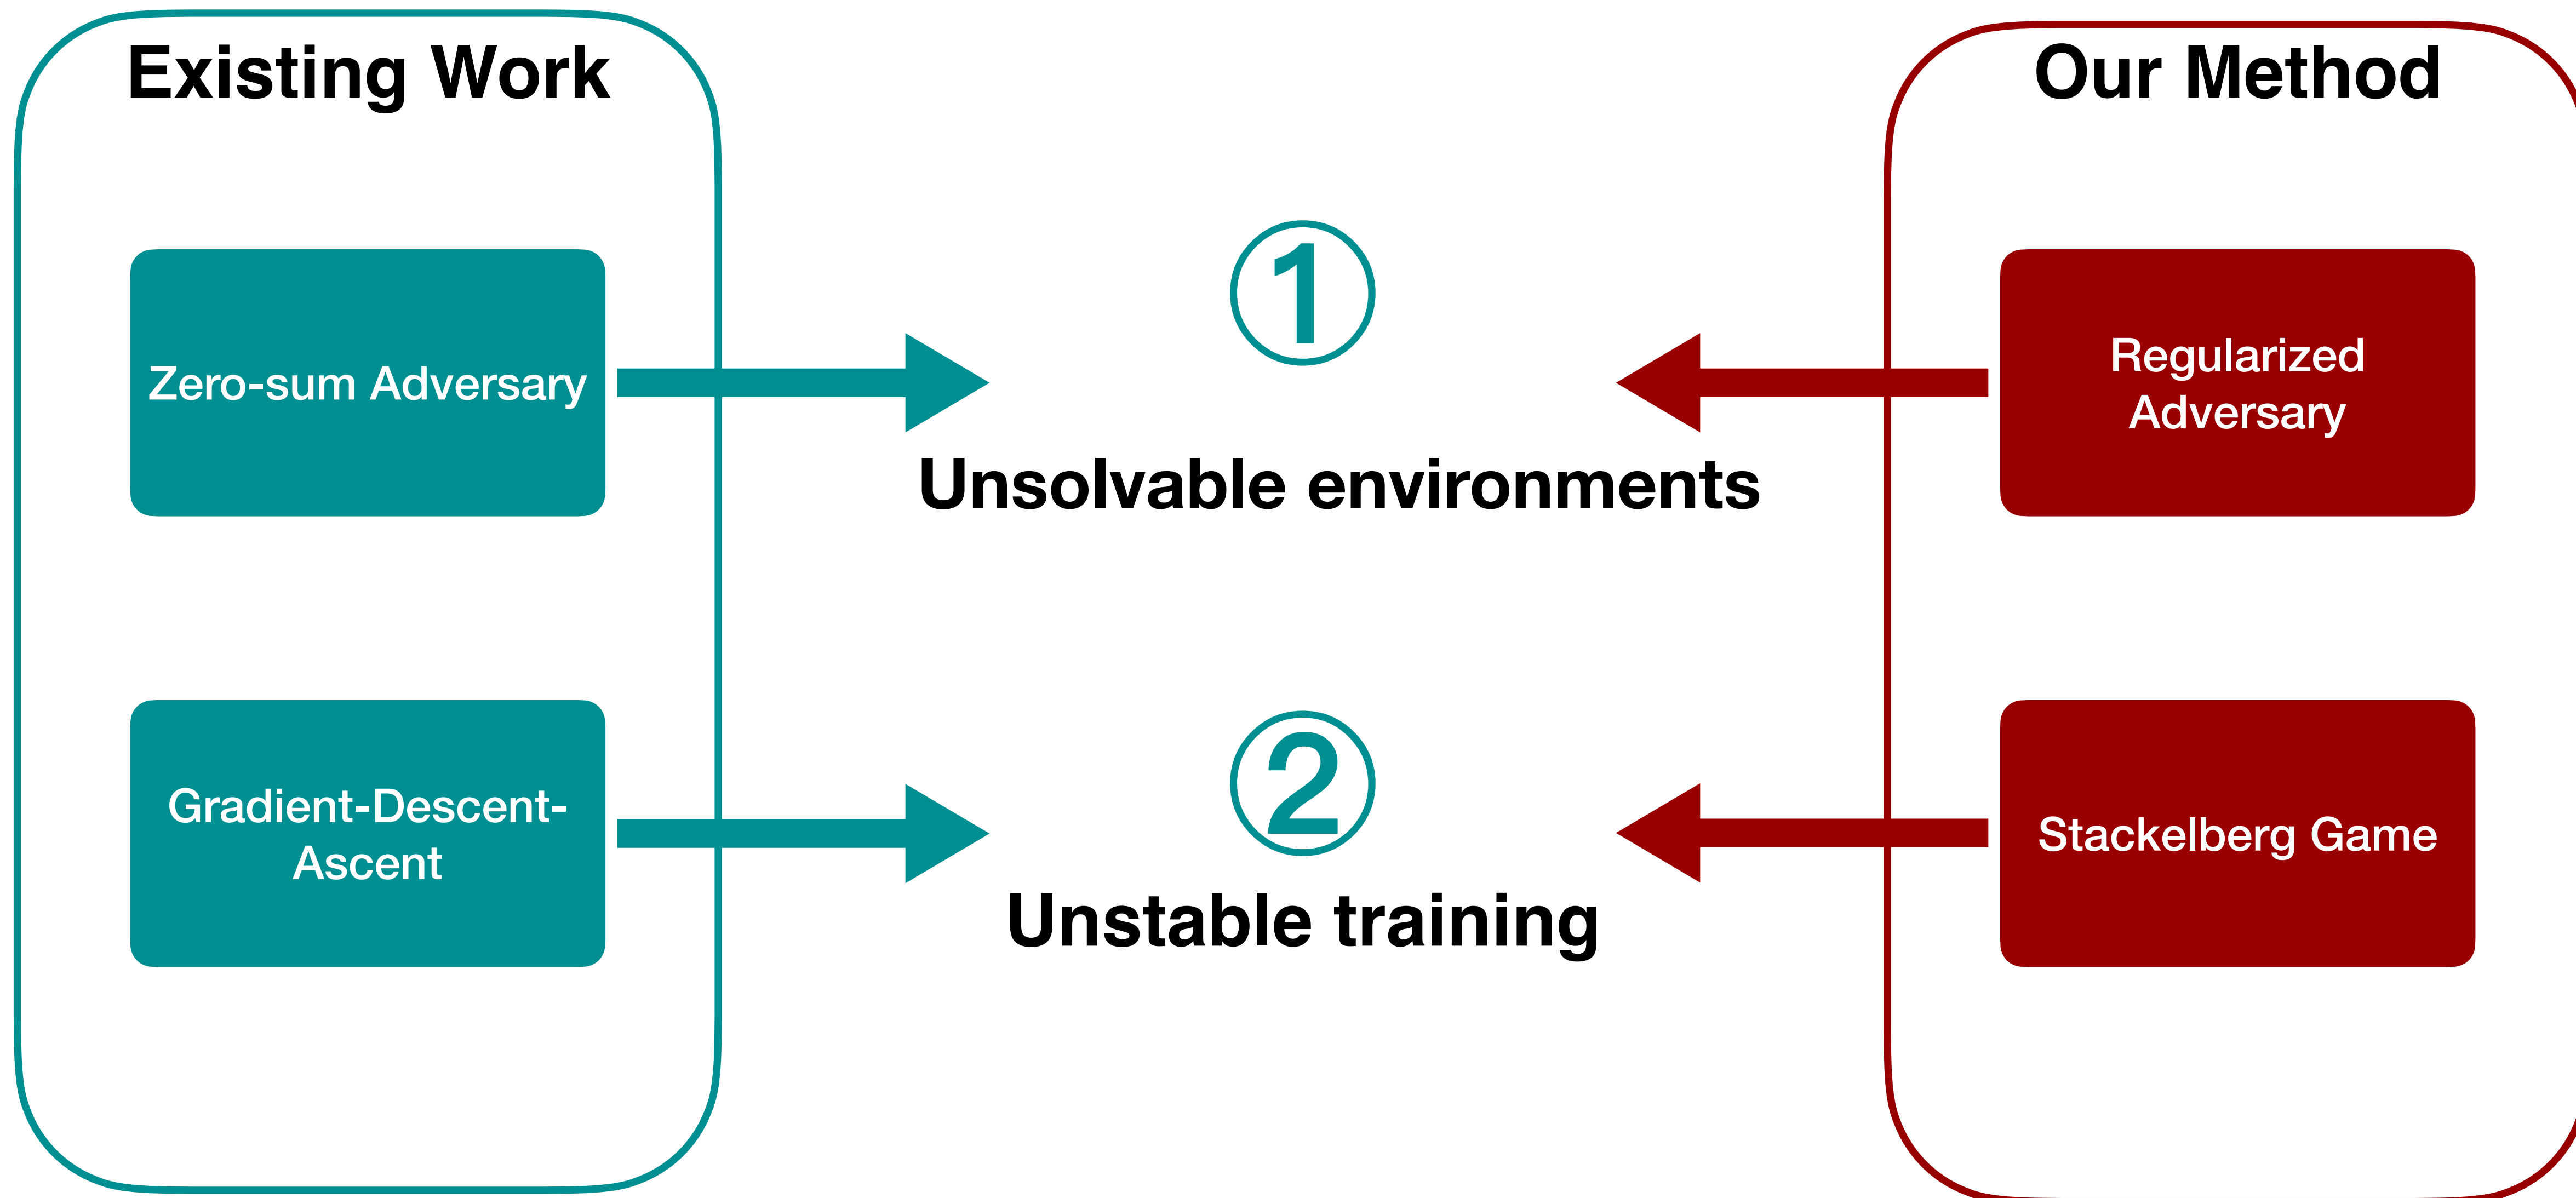 Existing Work
Our Method
①
Zero-sum Adversary
Regularized
Adversary
Unsolvable environments
②
Gradient-Descent-
Ascent
Stackelberg Game
Unstable training